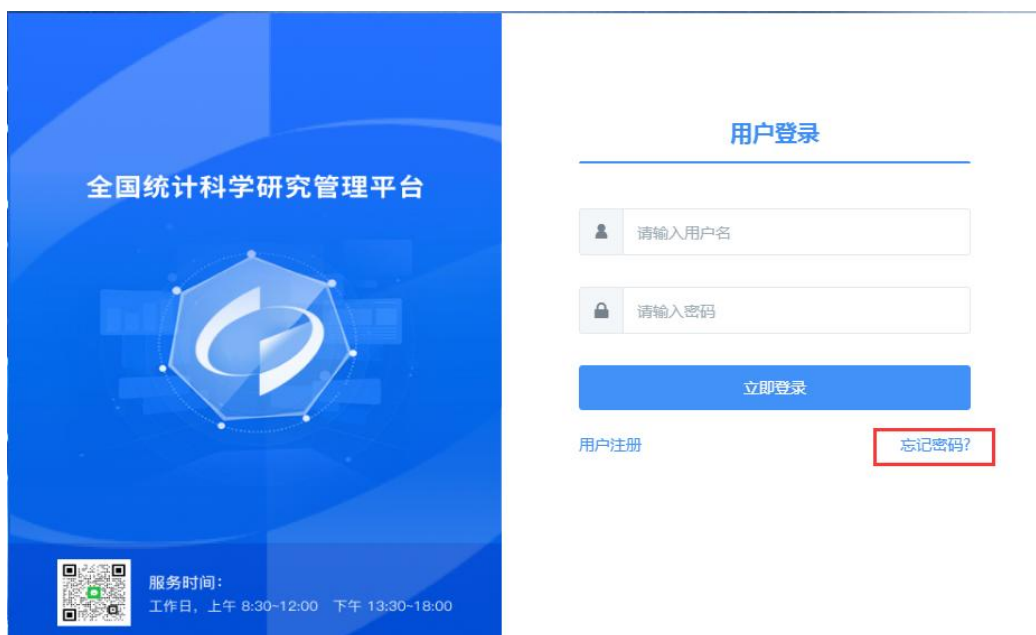 全国统计科学研究管理平台
服务时间：
工作日，上午 8:30-12:00 下午 13:30-18:00
用户登录
请输入用户名
请输入密码
立即登录
用户注册
忘记密码?